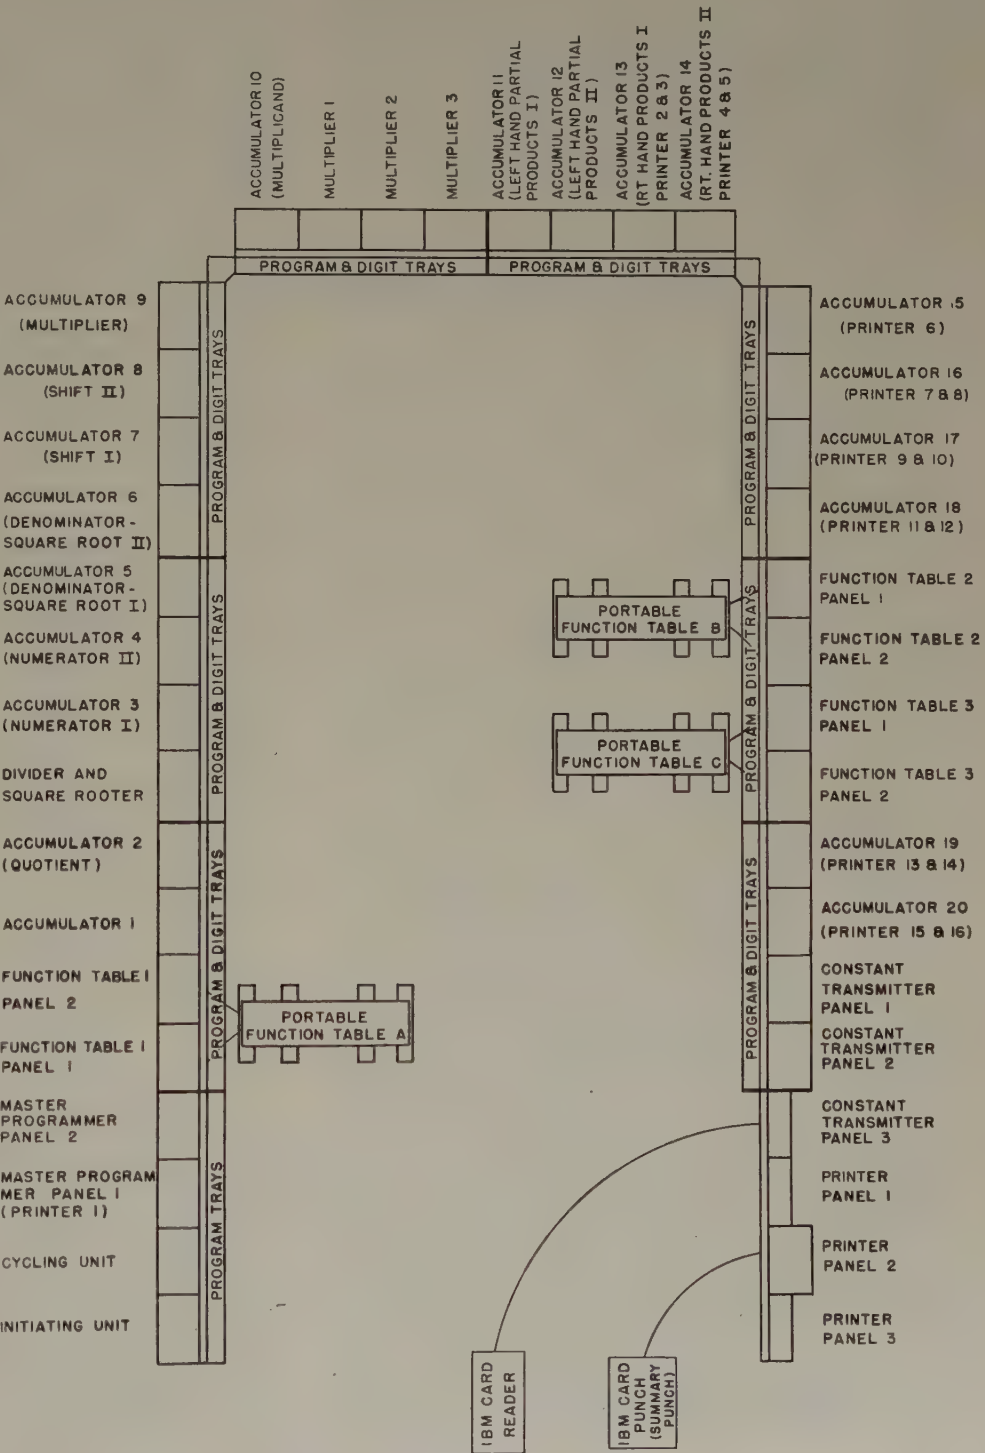 ACCUMULATOR 10
(MULTIPLICAND)
MULTIPLIER 1
MULTIPLIER 2
MULTIPLIER 3
ACCUMULATOR 11
(LEFT HAND PARTIAL
PRODUCTS I)
ACCUMULATOR 12
(LEFT HAND PARTIAL
PRODUCTS II)
ACCUMULATOR 13
(RT HAND PRODUCTS I
PRINTER 2 & 3)
ACCUMULATOR 14
(RT. HAND PRODUCTS II
PRINTER 4 & 5)
PROGRAM & DIGIT TRAYS
PROGRAM & DIGIT TRAYS
ACCUMULATOR 9
(MULTIPLIER)
ACCUMULATOR 8
(SHIFT II)
ACCUMULATOR 7
(SHIFT I)
ACCUMULATOR 6
(DENOMINATOR-
SQUARE ROOT II)
ACCUMULATOR 5
(DENOMINATOR-
SQUARE ROOT I)
ACCUMULATOR 4
(NUMERATOR II)
ACCUMULATOR 3
(NUMERATOR I)
DIVIDER AND
SQUARE ROOTER
ACCUMULATOR 2
(QUOTIENT)
ACCUMULATOR 1
FUNCTION TABLE 1
PANEL 2
FUNCTION TABLE 1
PANEL 1
MASTER
PROGRAMMER
PANEL 2
MASTER PROGRAM
MER PANEL 1
(PRINTER 1)
CYCLING UNIT
INITIATING UNIT
PROGRAM & DIGIT TRAYS
PROGRAM & DIGIT TRAYS
PROGRAM & DIGIT TRAYS
PROGRAM TRAYS
PORTABLE
FUNCTION TABLE A
PORTABLE
FUNCTION TABLE B
PORTABLE
FUNCTION TABLE C
PROGRAM & DIGIT TRAYS
PROGRAM & DIGIT TRAYS
PROGRAM & DIGIT TRAYS
ACCUMULATOR 15
(PRINTER 6)
ACCUMULATOR 16
(PRINTER 7 & 8)
ACCUMULATOR 17
(PRINTER 9 & 10)
ACCUMULATOR 18
(PRINTER 11 & 12)
FUNCTION TABLE 2
PANEL 1
FUNCTION TABLE 2
PANEL 2
FUNCTION TABLE 3
PANEL 1
FUNCTION TABLE 3
PANEL 2
ACCUMULATOR 19
(PRINTER 13 & 14)
ACCUMULATOR 20
(PRINTER 15 & 16)
CONSTANT
TRANSMITTER
PANEL 1
CONSTANT
TRANSMITTER
PANEL 2
CONSTANT
TRANSMITTER
PANEL 3
PRINTER
PANEL 1
PRINTER
PANEL 2
PRINTER
PANEL 3
IBM CARD
READER
IBM CARD
PUNCH
(SUMMARY
PUNCH)